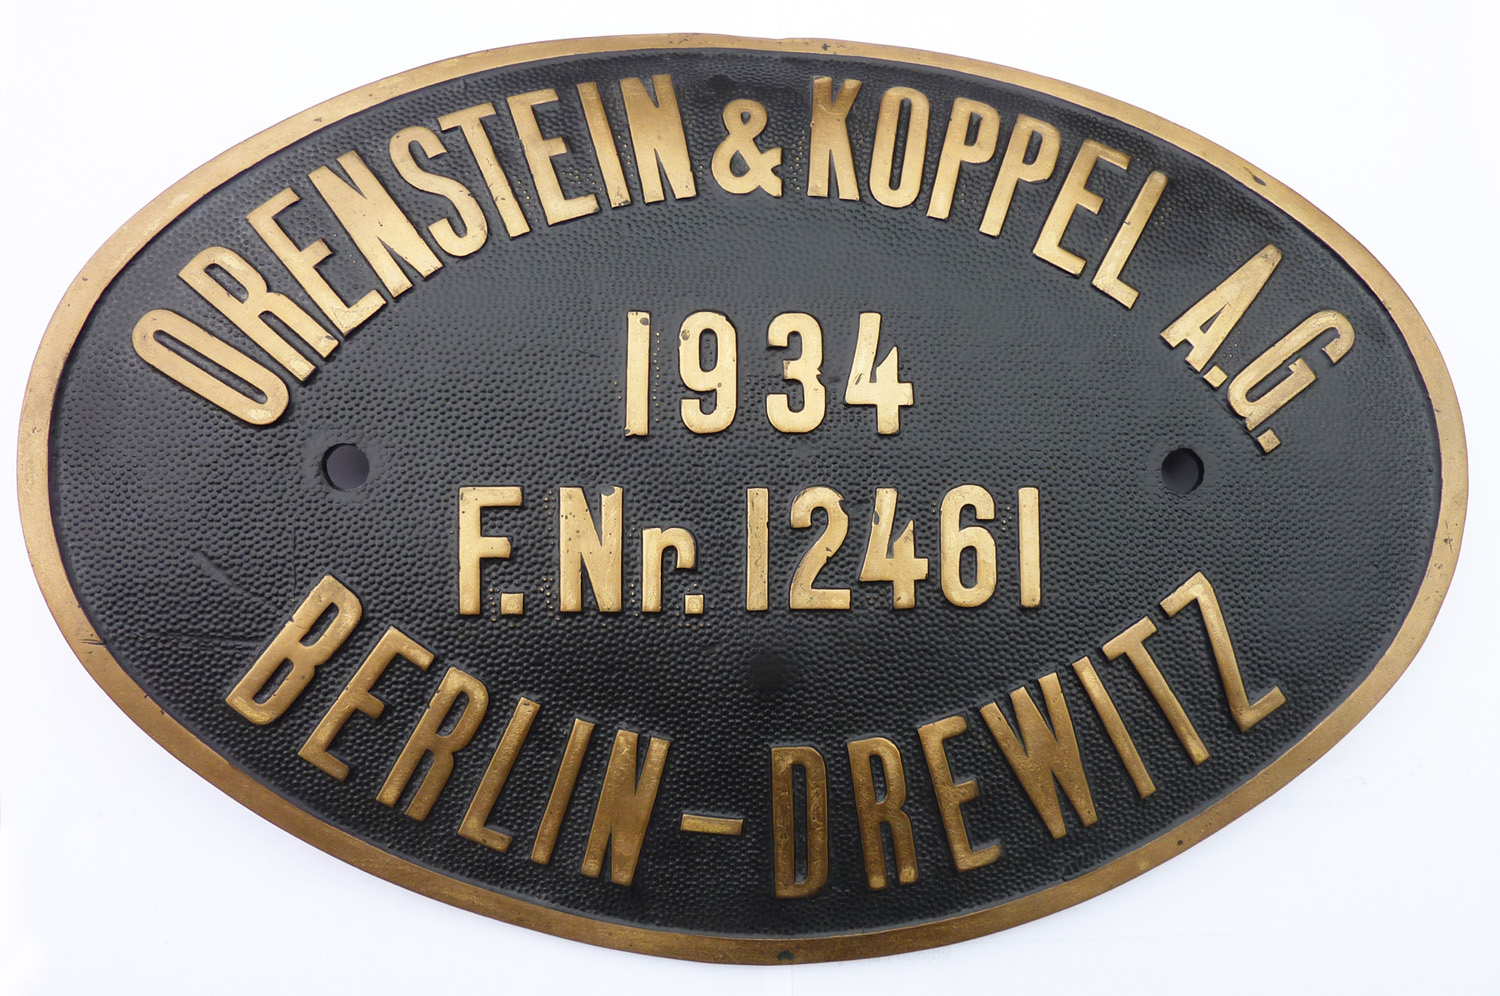 ORENSTEIN & KOPPEL A.G.
1934
F. Nr. 12461
BERLIN – DREWITZ